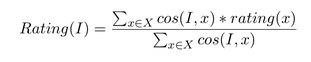 Rating(I) = \frac{\sum_{x \in X} cos(I, x) * rating(x)}{\sum_{x \in X} cos(I, x)}